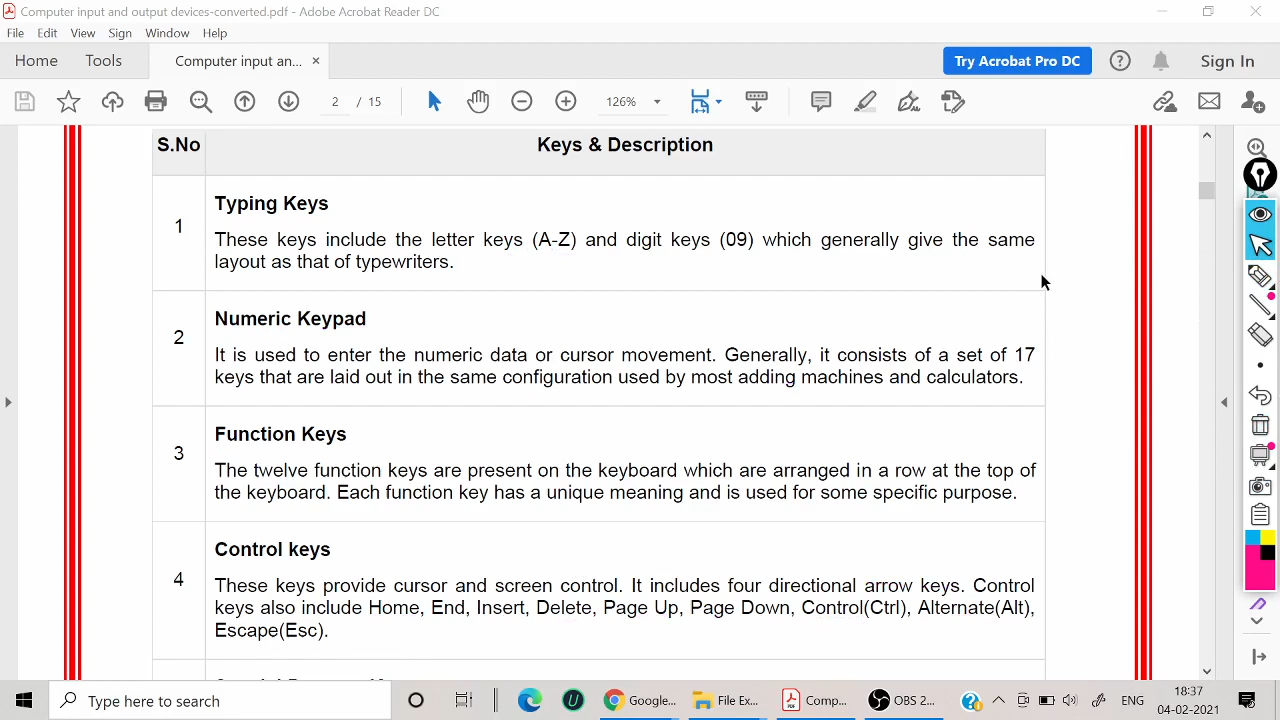 Computer input and output devices-converted.pdf - Adobe Acrobat Reader DC
File Edit View Sign Window Help
Home Tools Computer input an... × Try Acrobat Pro DC Sign In
2 / 15 126%
S.No Keys & Description
1 Typing Keys
These keys include the letter keys (A-Z) and digit keys (09) which generally give the same
layout as that of typewriters.
2 Numeric Keypad
It is used to enter the numeric data or cursor movement. Generally, it consists of a set of 17
keys that are laid out in the same configuration used by most adding machines and calculators.
3 Function Keys
The twelve function keys are present on the keyboard which are arranged in a row at the top of
the keyboard. Each function key has a unique meaning and is used for some specific purpose.
4 Control keys
These keys provide cursor and screen control. It includes four directional arrow keys. Control
keys also include Home, End, Insert, Delete, Page Up, Page Down, Control(Ctrl), Alternate(Alt),
Escape(Esc).
Type here to search Google... File Ex... Comp... OBS 2... ENG 18:37
04-02-2021